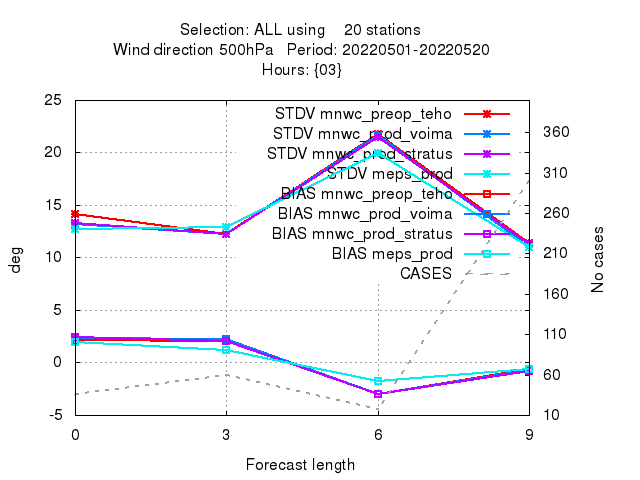 Selection: ALL using 20 stations
Wind direction 500hPa Period: 20220501-20220520
Hours: {03}
25
20
15
10
5
0
-5
deg
STDV mnwc_preop_teho
STDV mnwc_prod_voima
STDV mnwc_prod_stratus
STDV meps_prod
BIAS mnwc_preop_teho
BIAS mnwc_prod_voima
BIAS mnwc_prod_stratus
BIAS meps_prod
CASES
360
310
260
210
160
110
60
10
No cases
0 3 6 9
Forecast length